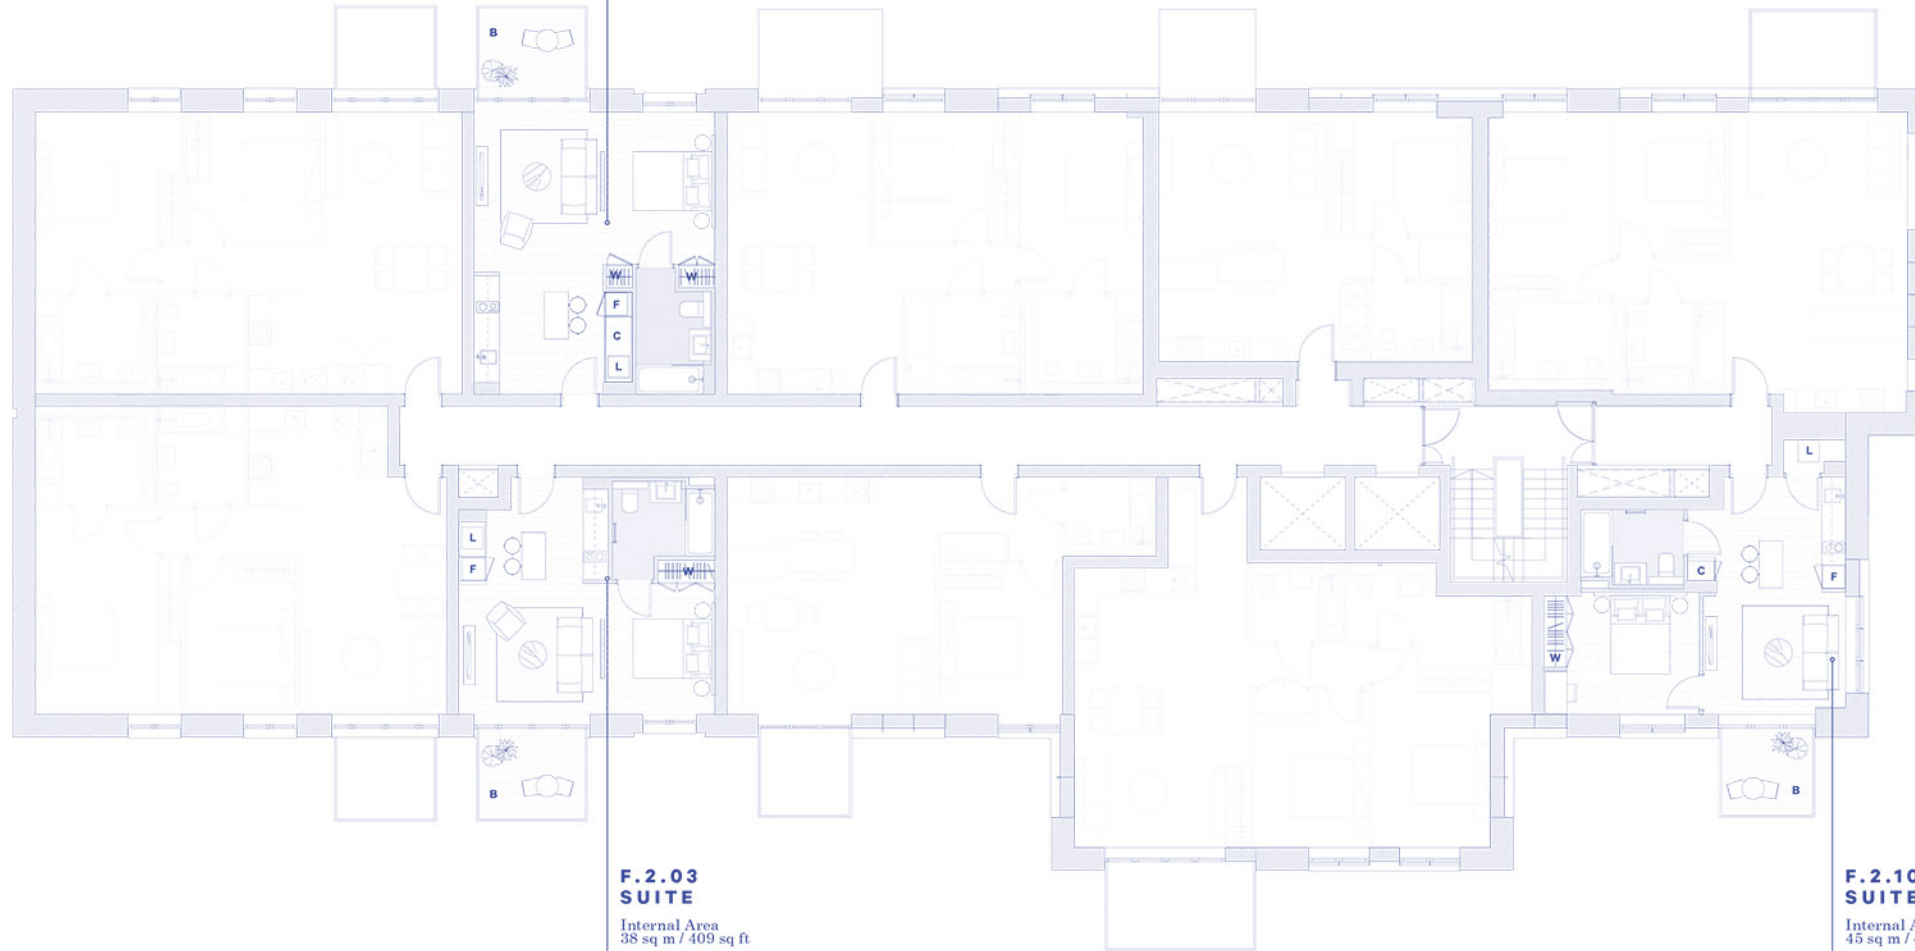 B
W
W
F
C
L
L
L
F
W
C
F
W
B
B
F.2.03
SUITE
Internal Area
38 sq m / 409 sq ft
F.2.10
SUITE
Internal A
45 sq m /